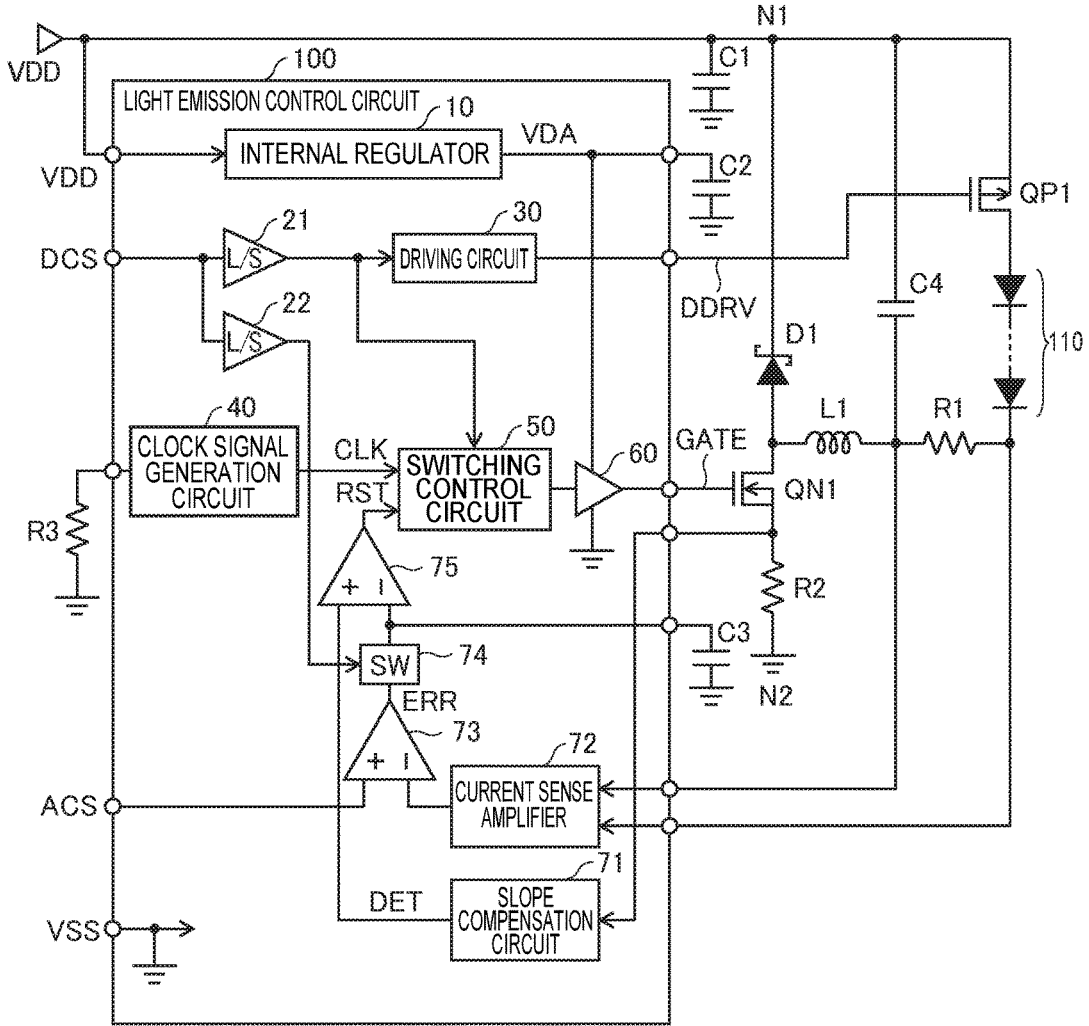 N1
VDD
100
C1
LIGHT EMISSION CONTROL CIRCUIT
10
INTERNAL REGULATOR
VDA
VDD
C2
QP1
DCS
21
L/S
30
DRIVING CIRCUIT
DDRV
C4
22
L/S
D1
110
L1
R1
40
CLOCK SIGNAL
GENERATION
CIRCUIT
CLK
RST
50
SWITCHING
CONTROL
CIRCUIT
60
GATE
QN1
R3
75
+ −
R2
C3
SW
74
N2
ERR
73
+ −
72
CURRENT SENSE
AMPLIFIER
ACS
71
DET
SLOPE
COMPENSATION
CIRCUIT
VSS